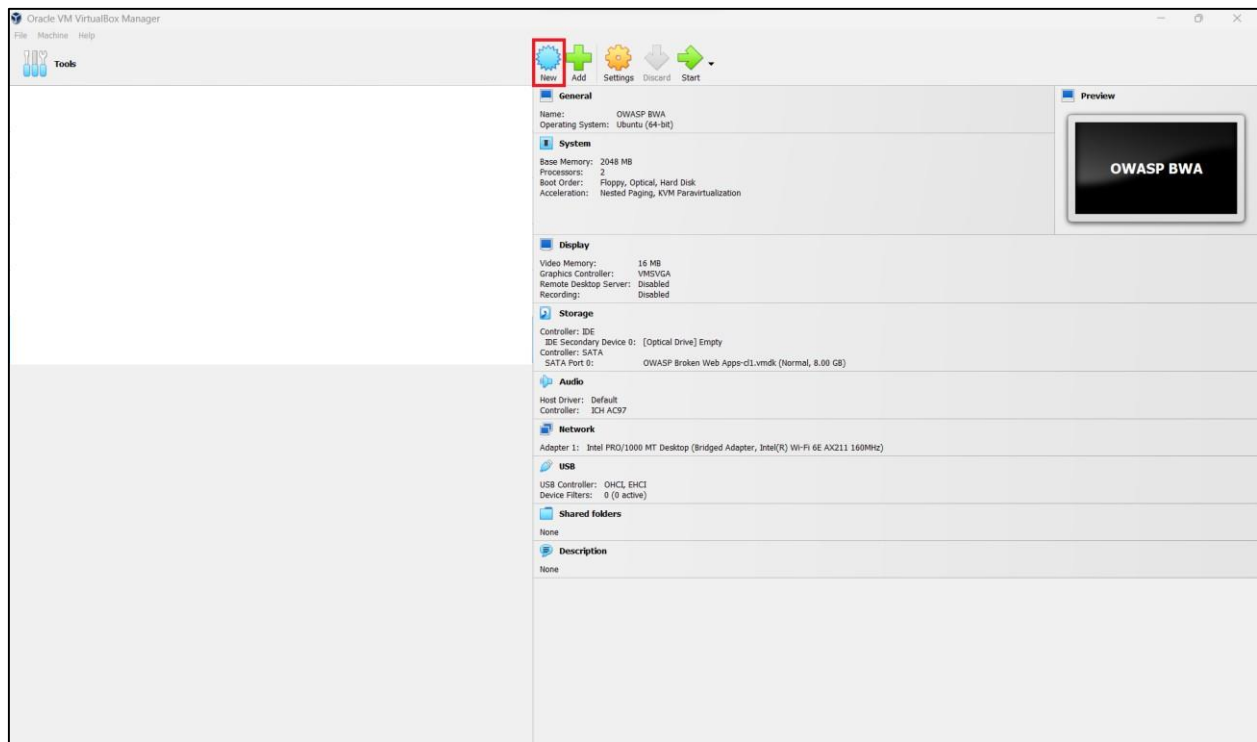 Oracle VM VirtualBox Manager
File Machine Help
Tools
New Add Settings Discard Start
General
Name: OWASP BWA
Operating System: Ubuntu (64-bit)
Preview
OWASP BWA
System
Base Memory: 2048 MB
Processors: 2
Boot Order: Floppy, Optical, Hard Disk
Acceleration: Nested Paging, KVM Paravirtualization
Display
Video Memory: 16 MB
Graphics Controller: VMSVGA
Remote Desktop Server: Disabled
Recording: Disabled
Storage
Controller: IDE
IDE Secondary Device 0: [Optical Drive] Empty
Controller: SATA
SATA Port 0: OWASP Broken Web Apps-cl1.vmdk (Normal, 8.00 GB)
Audio
Host Driver: Default
Controller: ICH AC97
Network
Adapter 1: Intel PRO/1000 MT Desktop (Bridged Adapter, Intel(R) Wi-Fi 6E AX211 160MHz)
USB
USB Controller: OHCI, EHCI
Device Filters: 0 (0 active)
Shared folders
None
Description
None